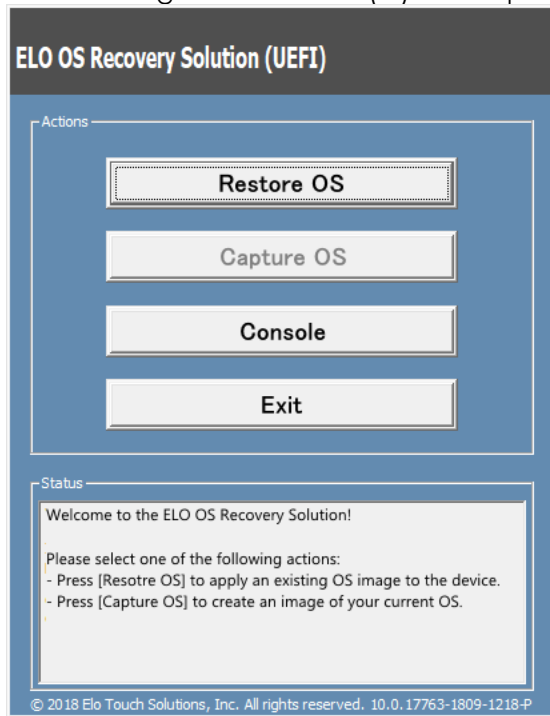 ELO OS Recovery Solution (UEFI)
Actions
Restore OS
Capture OS
Console
Exit
Status
Welcome to the ELO OS Recovery Solution!
Please select one of the following actions:
- Press [Resotre OS] to apply an existing OS image to the device.
- Press [Capture OS] to create an image of your current OS.
© 2018 Elo Touch Solutions, Inc. All rights reserved. 10.0.17763-1809-1218-P